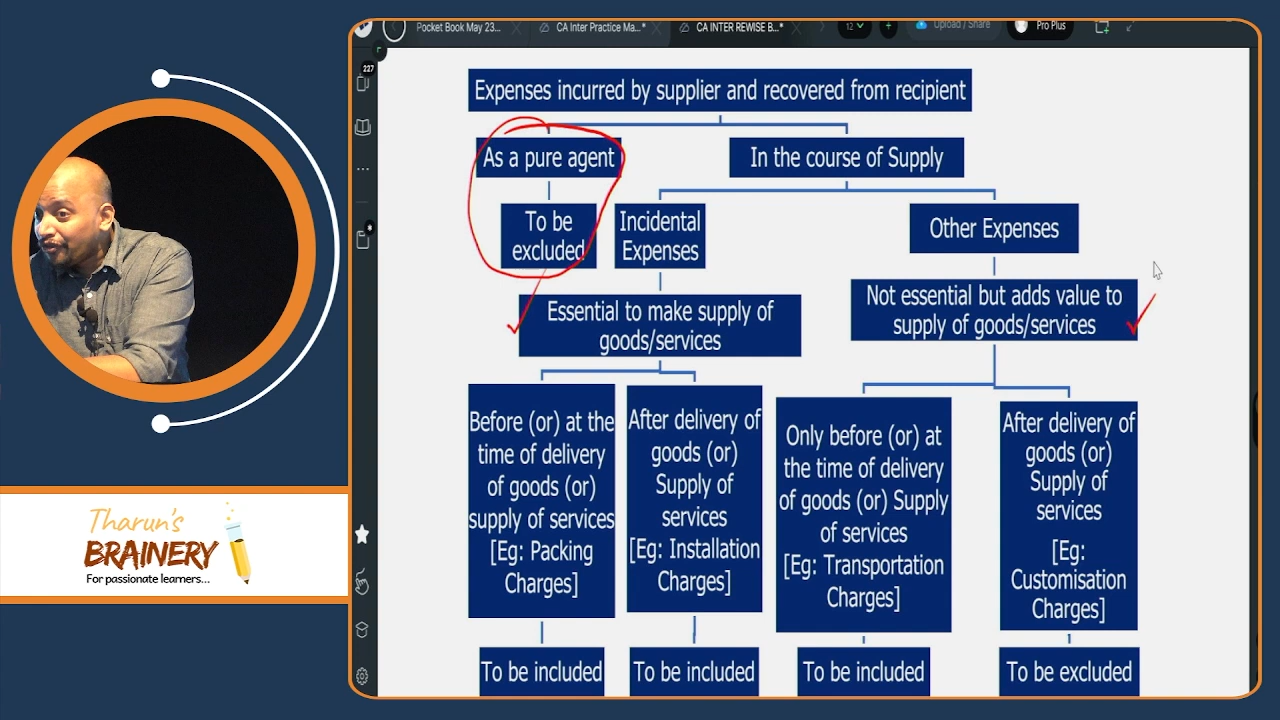 Pocket Book May 23...
CA Inter Practice Ma...*
CA INTER REWISE B...*
12
Upload / Share
Pro Plus
227
Expenses incurred by supplier and recovered from recipient
As a pure agent
In the course of Supply
To be
excluded
Incidental
Expenses
Other Expenses
Essential to make supply of
goods/services
Not essential but adds value to
supply of goods/services
Before (or) at the
time of delivery
of goods (or)
supply of services
[Eg: Packing
Charges]
After delivery of
goods (or)
Supply of
services
[Eg: Installation
Charges]
Only before (or) at
the time of delivery
of goods (or) Supply
of services
[Eg: Transportation
Charges]
After delivery of
goods (or)
Supply of
services
[Eg:
Customisation
Charges]
To be included
To be included
To be included
To be excluded
Tharun's
BRAINERY
For passionate learners...